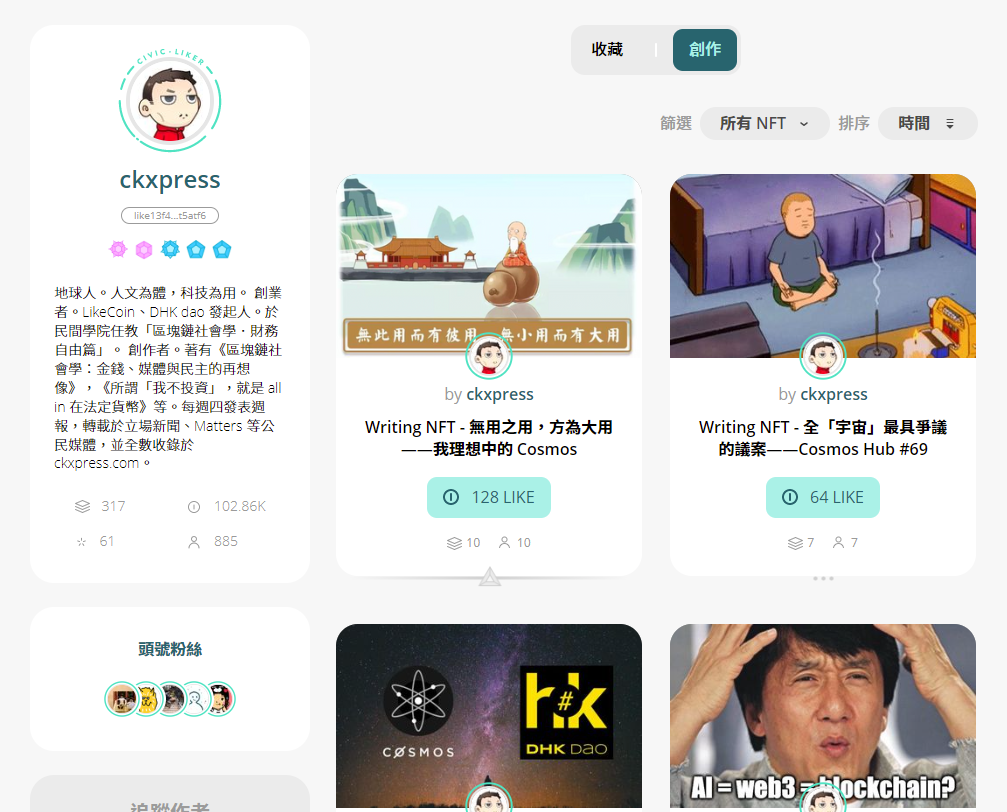 CIVIC · LIKER
ckxpress
like13f4...t5atf6
地球人。人文為體，科技為用。 創業
者。LikeCoin、DHK dao 發起人。於
民間學院任教「區塊鏈社會學．財務
自由篇」。 創作者。著有《區塊鏈社
會學：金錢、媒體與民主的再想
像》，《所謂「我不投資」，就是 all
in 在法定貨幣》等。每週四發表週
報，轉載於立場新聞、Matters 等公
民媒體，並全數收錄於
ckxpress.com。
317
102.86K
61
885
頭號粉絲
追蹤作者
收藏
創作
篩選
所有 NFT
排序
時間
無此用而有彼用
無小用而有大用
by ckxpress
Writing NFT - 無用之用，方為大用
——我理想中的 Cosmos
128 LIKE
10
10
by ckxpress
Writing NFT - 全「宇宙」最具爭議
的議案——Cosmos Hub #69
64 LIKE
7
7
COSMOS
h#k
DHK DAO
AI = web3 = blockchain?